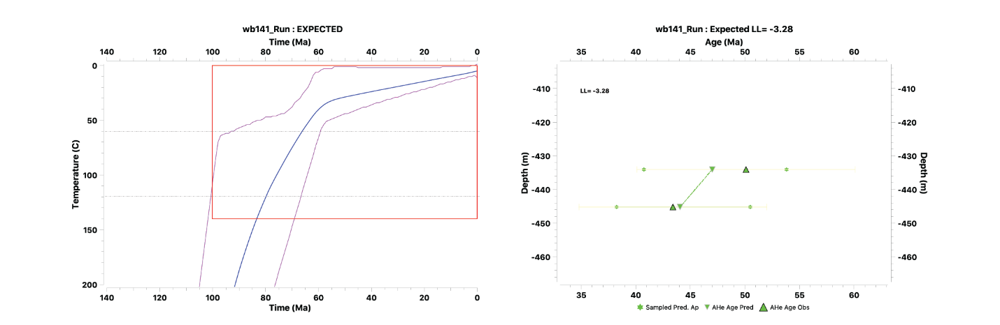 wb141_Run : EXPECTED
Time (Ma)
140 120 100 80 60 40 20 0
0
50
100
150
200
Temperature (C)
140 120 100 80 60 40 20 0
Time (Ma)
wb141_Run : Expected LL= -3.28
Age (Ma)
35 40 45 50 55 60
LL= -3.28
-410 -410
-420 -420
-430 -430
-440 -440
-450 -450
-460 -460
Depth (m)
Depth (m)
35 40 45 50 55 60
Sampled Pred. Ap AHe Age Pred AHe Age Obs